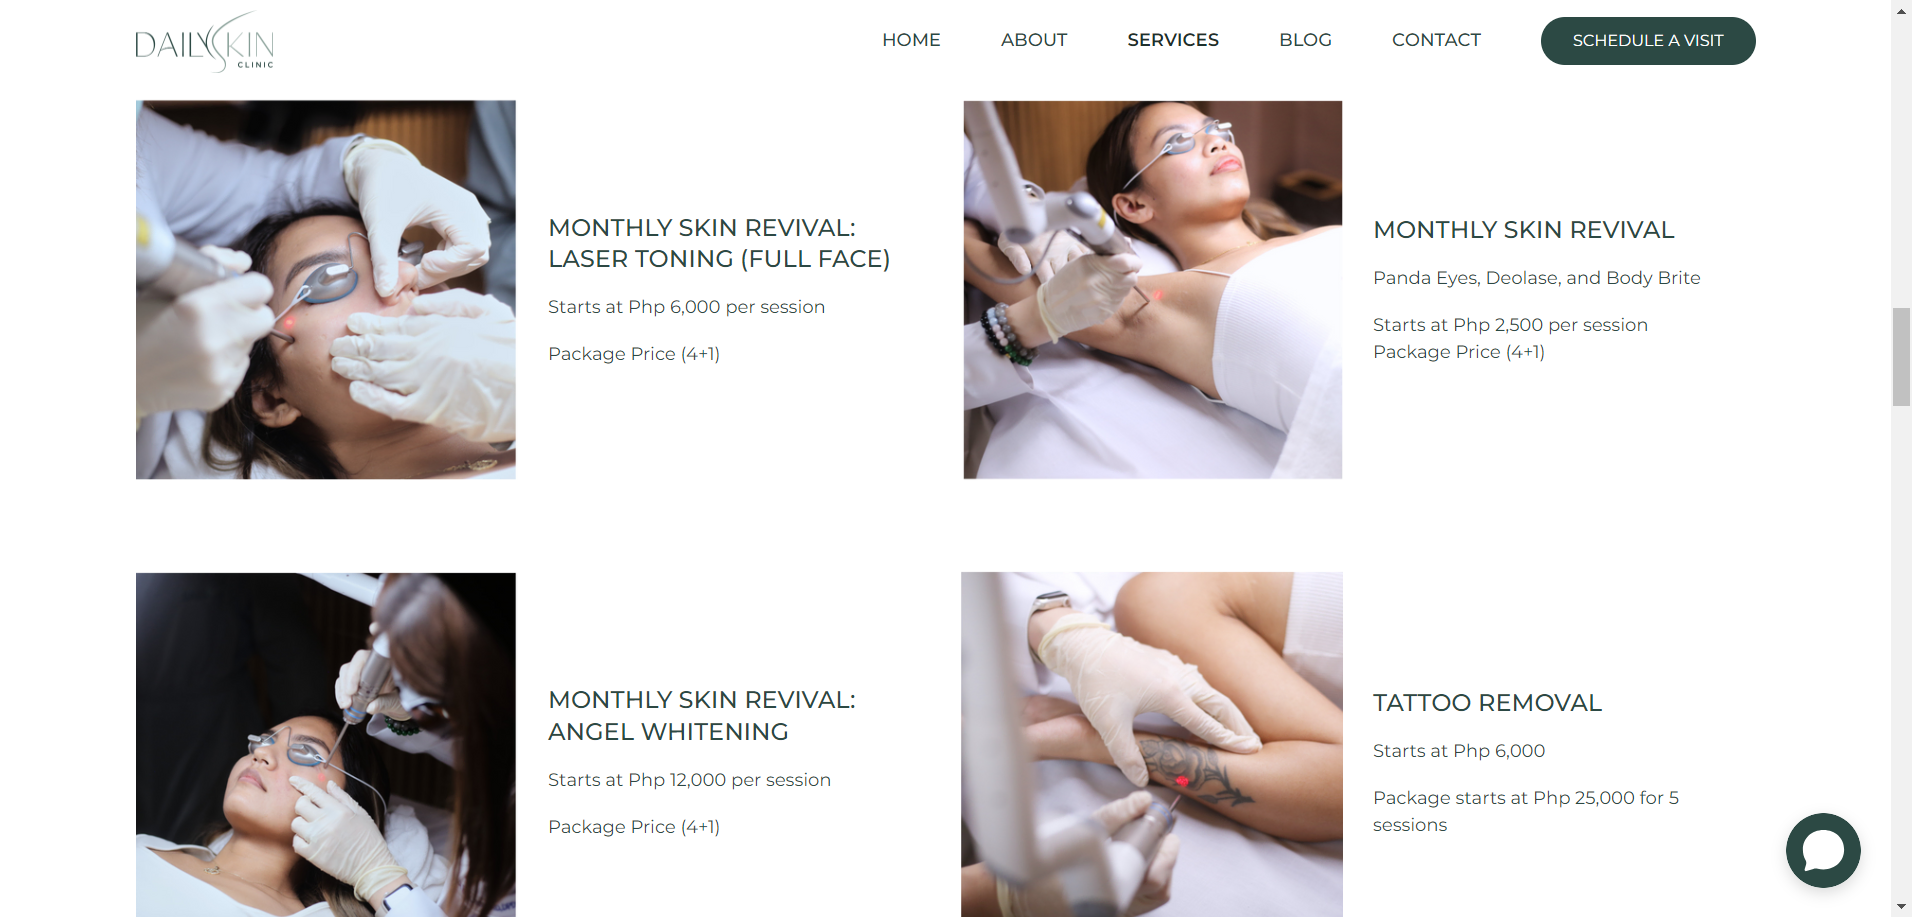 DAILY SKIN
CLINIC
HOME
ABOUT
SERVICES
BLOG
CONTACT
SCHEDULE A VISIT
MONTHLY SKIN REVIVAL:
LASER TONING (FULL FACE)
Starts at Php 6,000 per session
Package Price (4+1)
MONTHLY SKIN REVIVAL
Panda Eyes, Deolase, and Body Brite
Starts at Php 2,500 per session
Package Price (4+1)
MONTHLY SKIN REVIVAL:
ANGEL WHITENING
Starts at Php 12,000 per session
Package Price (4+1)
TATTOO REMOVAL
Starts at Php 6,000
Package starts at Php 25,000 for 5
sessions